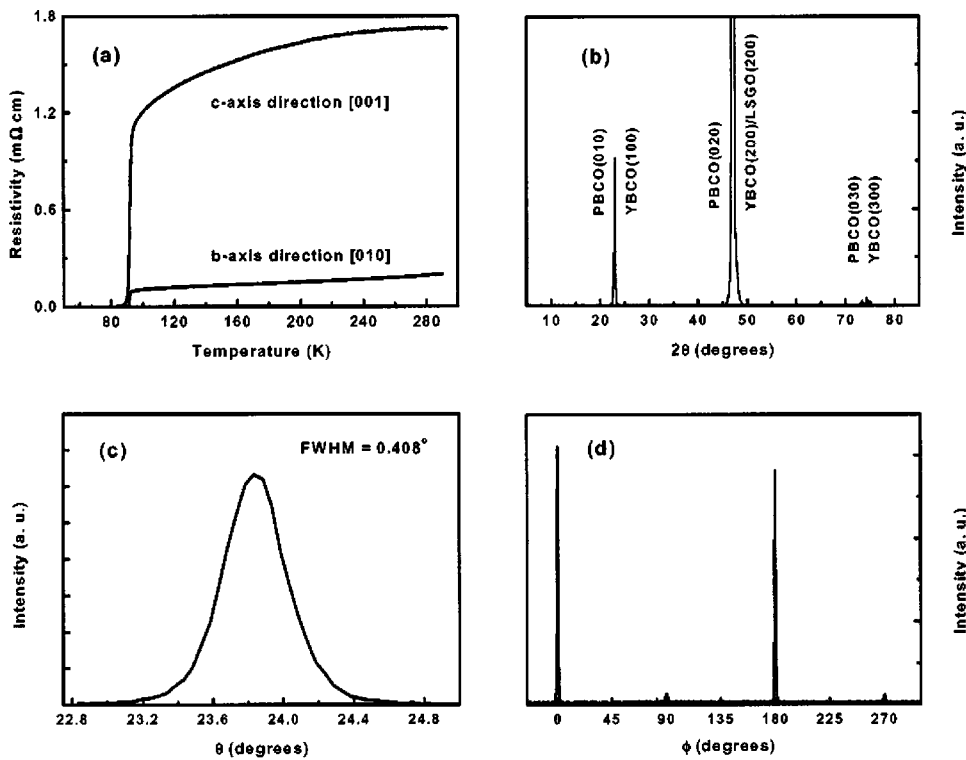 (a)
1.8
1.2
0.6
0.0
Resistivity (mΩ cm)
c-axis direction [001]
b-axis direction [010]
80 120 160 200 240 280
Temperature (K)
(b)
PBCO(010)
YBCO(100)
PBCO(020)
YBCO(200)/LSGO(200)
PBCO(030)
YBCO(300)
Intensity (a. u.)
10 20 30 40 50 60 70 80
2θ (degrees)
(c)
FWHM = 0.408°
Intensity (a. u.)
22.8 23.2 23.6 24.0 24.4 24.8
θ (degrees)
(d)
Intensity (a. u.)
0 45 90 135 180 225 270
ϕ (degrees)